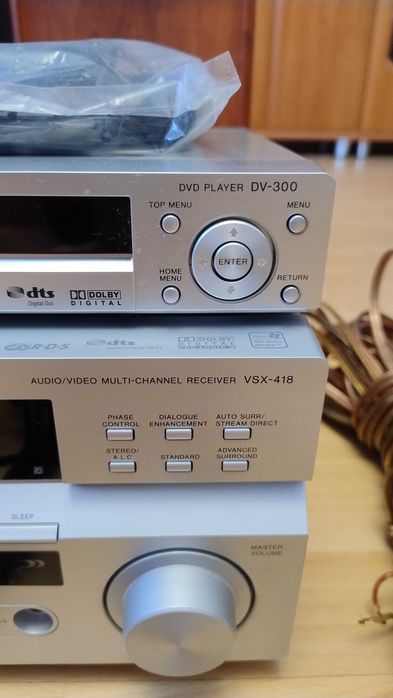 DVD PLAYER DV-300
TOP MENU
MENU
ENTER
HOME
MENU
RETURN
dts
Digital Out
DOLBY
DIGITAL
R·D·S
dts
DOLBY
DIGITAL
AUDIO/VIDEO MULTI-CHANNEL RECEIVER VSX-418
PHASE
CONTROL
DIALOGUE
ENHANCEMENT
AUTO SURR/
STREAM DIRECT
STEREO/
A.L.C
STANDARD
ADVANCED
SURROUND
SLEEP
MASTER
VOLUME